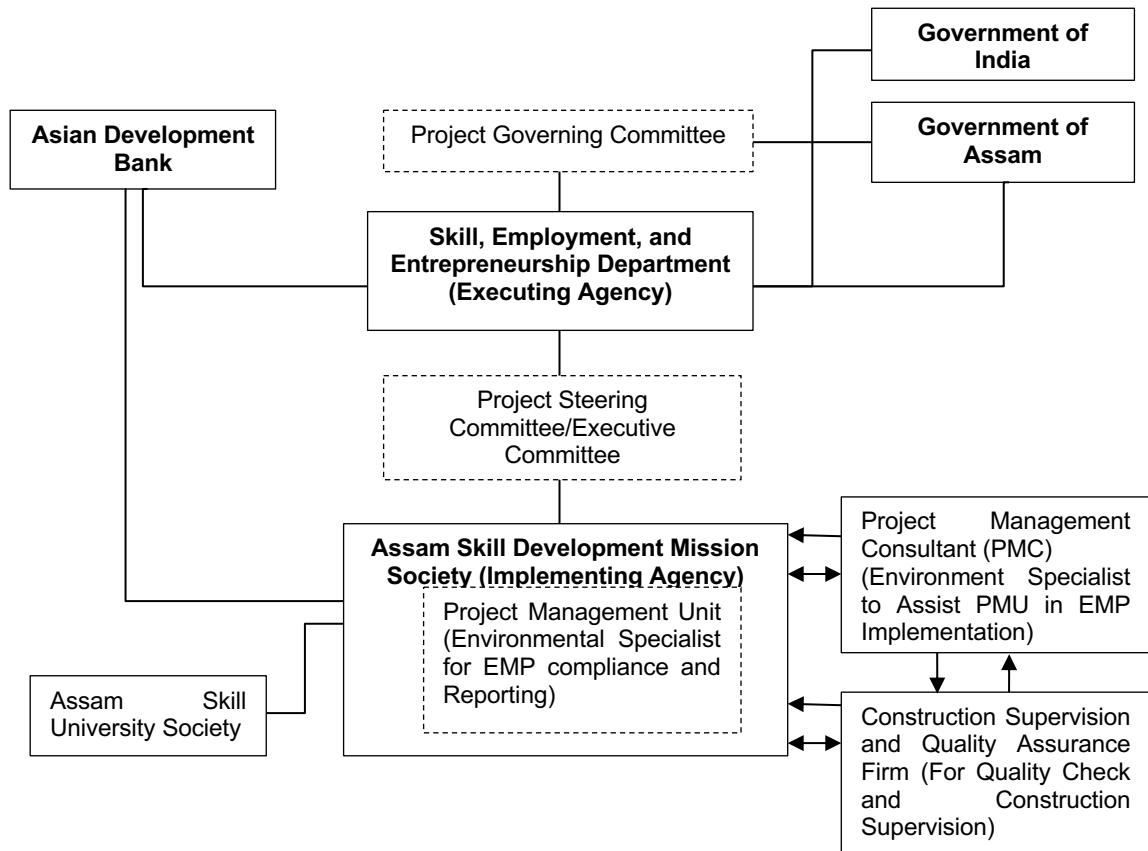 Government of
India
Asian Development
Bank
Project Governing Committee
Government of
Assam
Skill, Employment, and
Entrepreneurship Department
(Executing Agency)
Project Steering
Committee/Executive
Committee
Assam Skill Development Mission
Society (Implementing Agency)
Project Management Unit
(Environmental Specialist
for EMP compliance and
Reporting)
Project Management
Consultant (PMC)
(Environment Specialist
to Assist PMU in EMP
Implementation)
Assam Skill
University Society
Construction Supervision
and Quality Assurance
Firm (For Quality Check
and Construction
Supervision)